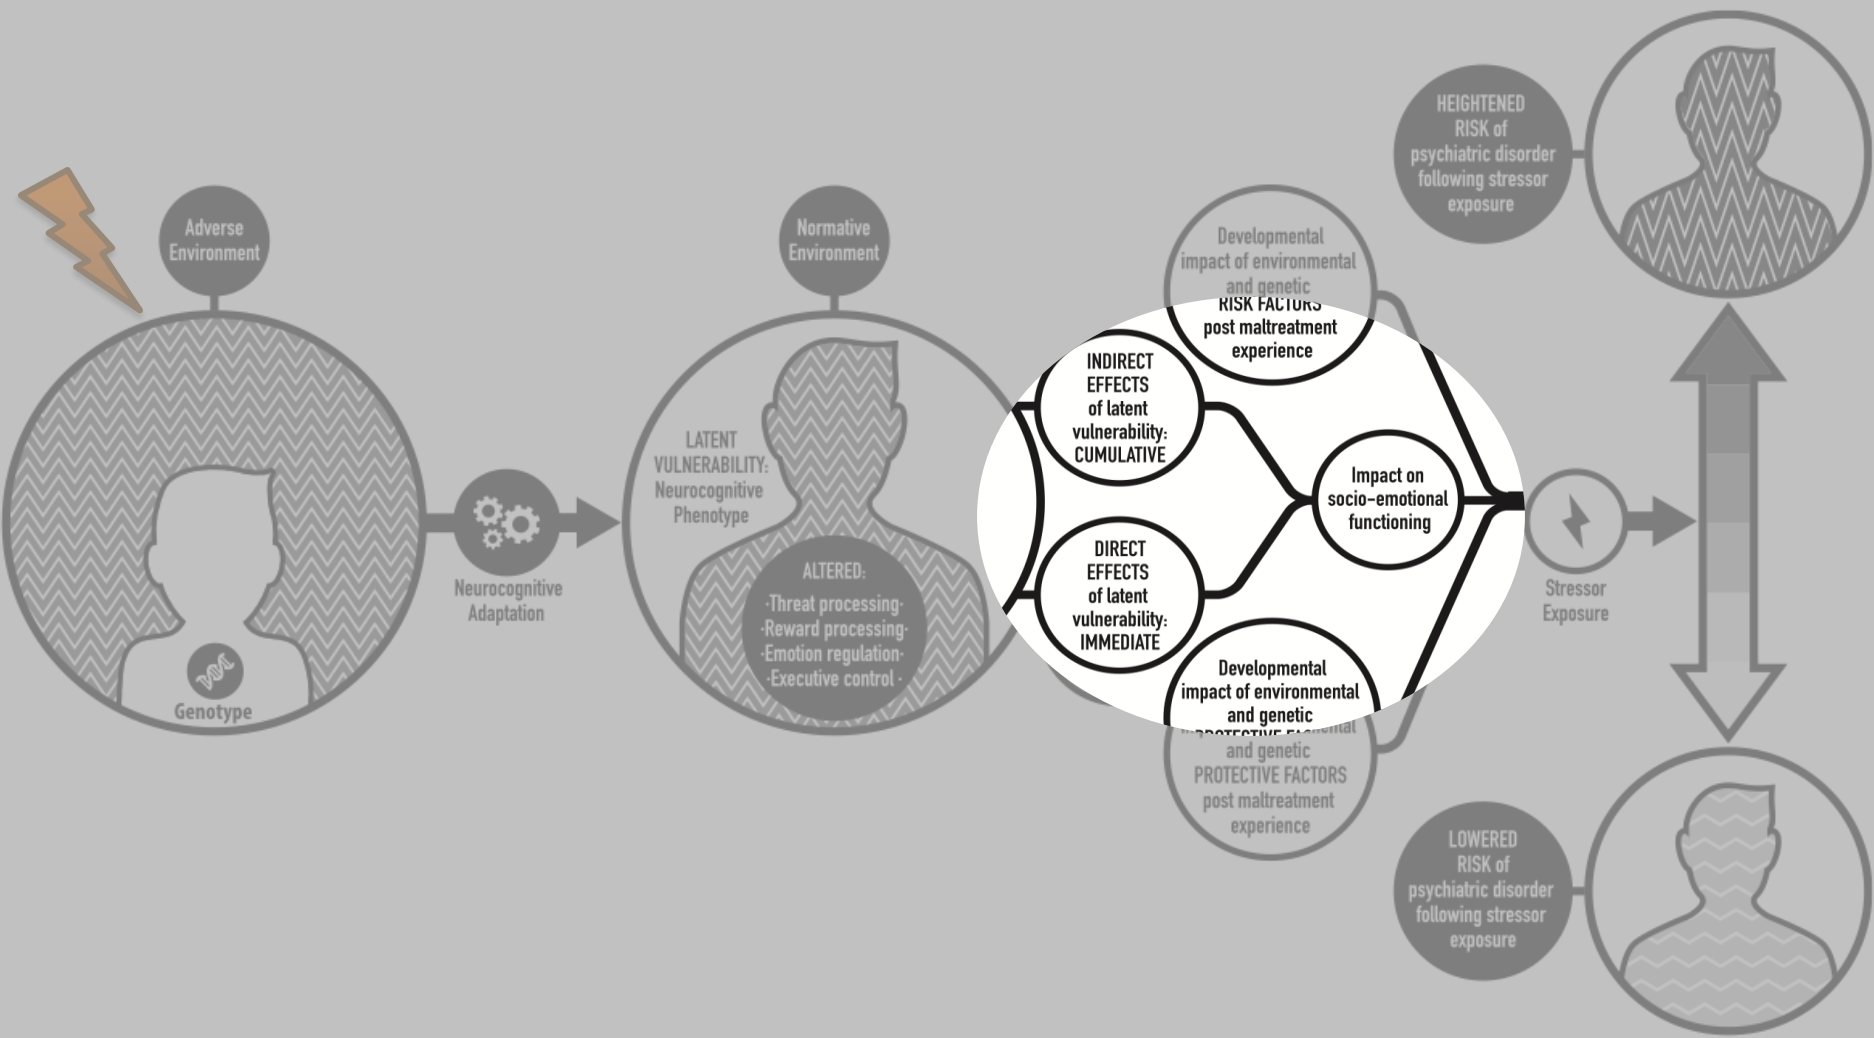 Adverse
Environment
Genotype
Neurocognitive
Adaptation
Normative
Environment
LATENT
VULNERABILITY:
Neurocognitive
Phenotype
ALTERED:
·Threat processing·
·Reward processing·
·Emotion regulation·
·Executive control ·
Developmental
impact of environmental
and genetic
RISK FACTORS
post maltreatment
experience
INDIRECT
EFFECTS
of latent
vulnerability:
CUMULATIVE
DIRECT
EFFECTS
of latent
vulnerability:
IMMEDIATE
Impact on
socio-emotional
functioning
Developmental
impact of environmental
and genetic
PROTECTIVE
and genetic
PROTECTIVE FACTORS
post maltreatment
experience
Stressor
Exposure
HEIGHTENED
RISK of
psychiatric disorder
following stressor
exposure
LOWERED
RISK of
psychiatric disorder
following stressor
exposure